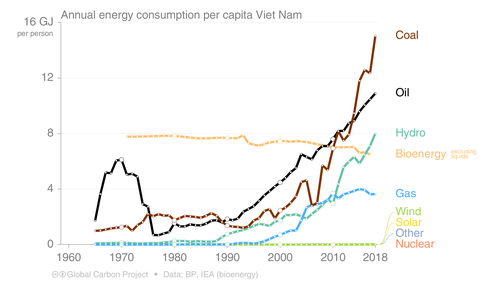 Annual energy consumption per capita Viet Nam
16 GJ
per person
12
8
4
0
Coal
Oil
Hydro
Bioenergy excluding liquids
Gas
Wind
Solar
Other
Nuclear
1960 1970 1980 1990 2000 2010 2018
Global Carbon Project • Data: BP, IEA (bioenergy)